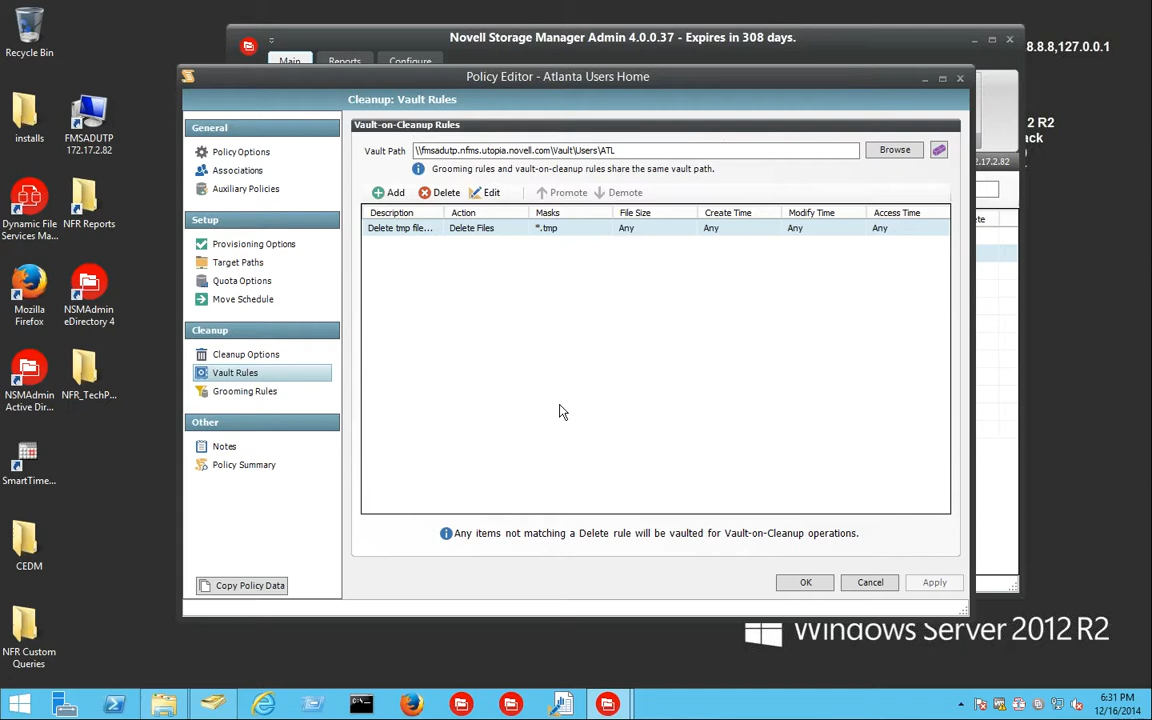 Recycle Bin
installs
FMSADUTP
172.17.2.82
Dynamic File
Services Ma...
NFR Reports
Mozilla
Firefox
NSMAdmin
eDirectory 4
NSMAdmin
Active Dir...
NFR_TechP...
SmartTime...
CEDM
NFR Custom
Queries
Novell Storage Manager Admin 4.0.0.37 - Expires in 308 days.
Main
Reports
Configure
8.8.8,127.0.0.1
2 R2
ack
.17.2.82
Policy Editor - Atlanta Users Home
General
Policy Options
Associations
Auxiliary Policies
Setup
Provisioning Options
Target Paths
Quota Options
Move Schedule
Cleanup
Cleanup Options
Vault Rules
Grooming Rules
Other
Notes
Policy Summary
Copy Policy Data
Cleanup: Vault Rules
Vault-on-Cleanup Rules
Vault Path \\fmsadutp.nfms.utopia.novell.com\Vault\Users\ATL Browse
Grooming rules and vault-on-cleanup rules share the same vault path.
Add Delete Edit Promote Demote
Description Action Masks File Size Create Time Modify Time Access Time
Delete tmp file... Delete Files *.tmp Any Any Any Any
Any items not matching a Delete rule will be vaulted for Vault-on-Cleanup operations.
OK Cancel Apply
Windows Server 2012 R2
6:31 PM
12/16/2014